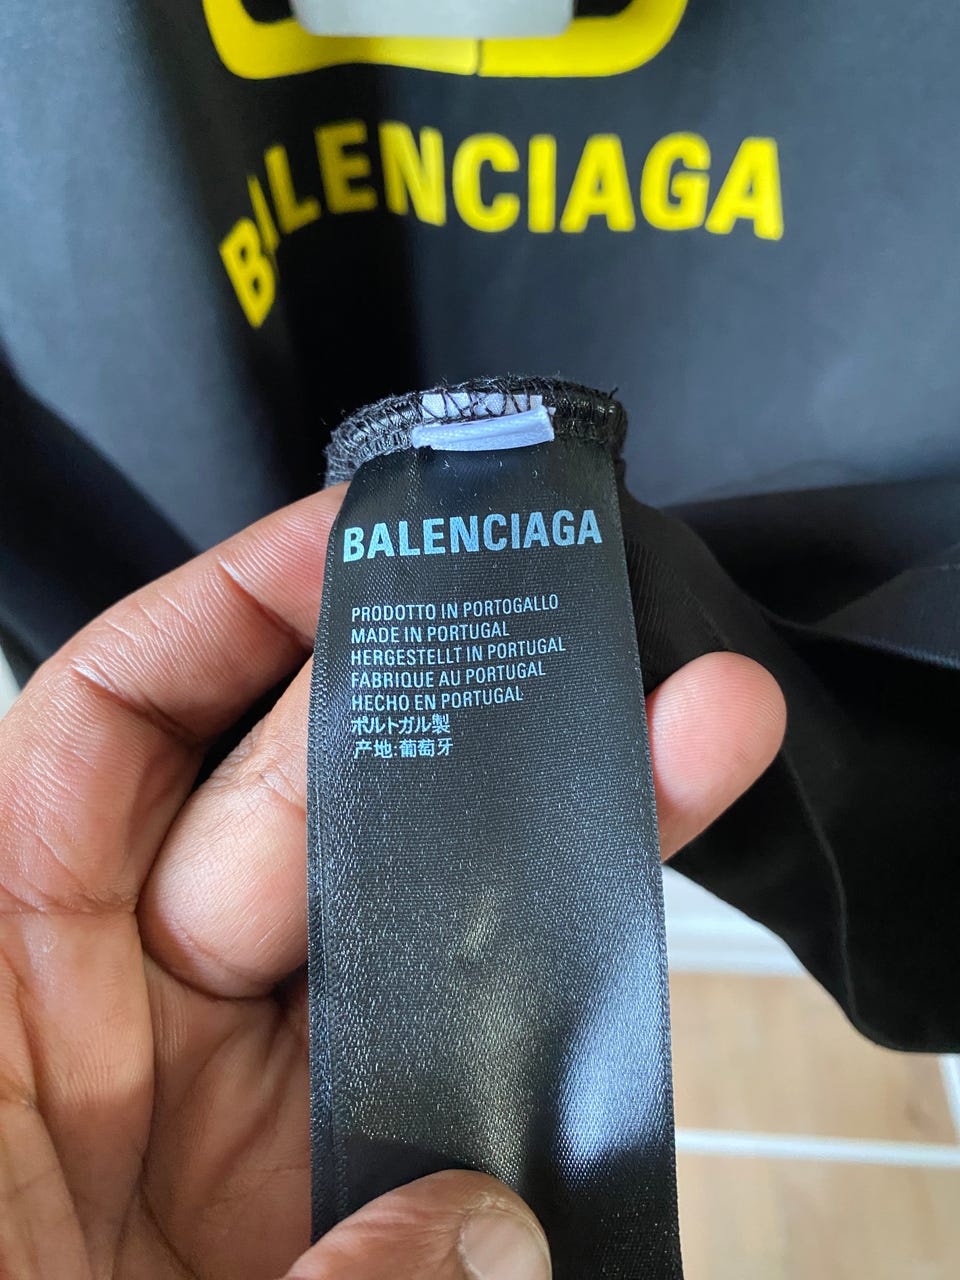 BALENCIAGA
BALENCIAGA
PRODOTTO IN PORTOGALLO
MADE IN PORTUGAL
HERGESTELLT IN PORTUGAL
FABRIQUE AU PORTUGAL
HECHO EN PORTUGAL
ポルトガル製
产地:葡萄牙